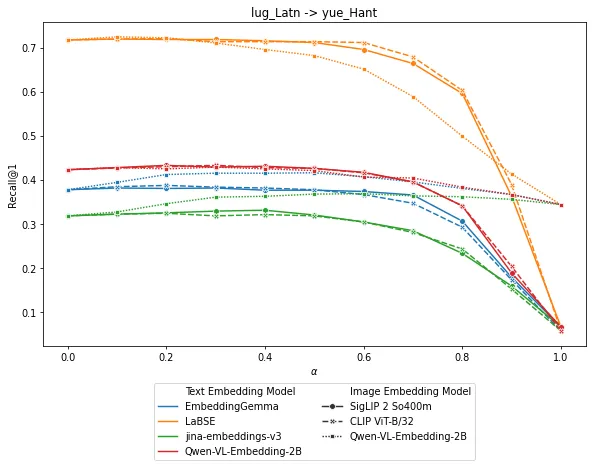 lug_Latn -> yue_Hant
Recall@1
0.7
0.6
0.5
0.4
0.3
0.2
0.1
0.0 0.2 0.4 0.6 0.8 1.0
α
Text Embedding Model Image Embedding Model
EmbeddingGemma SigLIP 2 So400m
LaBSE CLIP ViT-B/32
jina-embeddings-v3 Qwen-VL-Embedding-2B
Qwen-VL-Embedding-2B